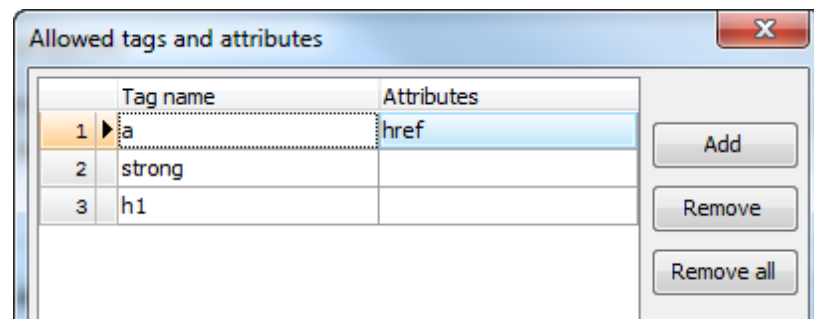 Allowed tags and attributes
Tag name Attributes
1 a href
2 strong
3 h1
Add
Remove
Remove all